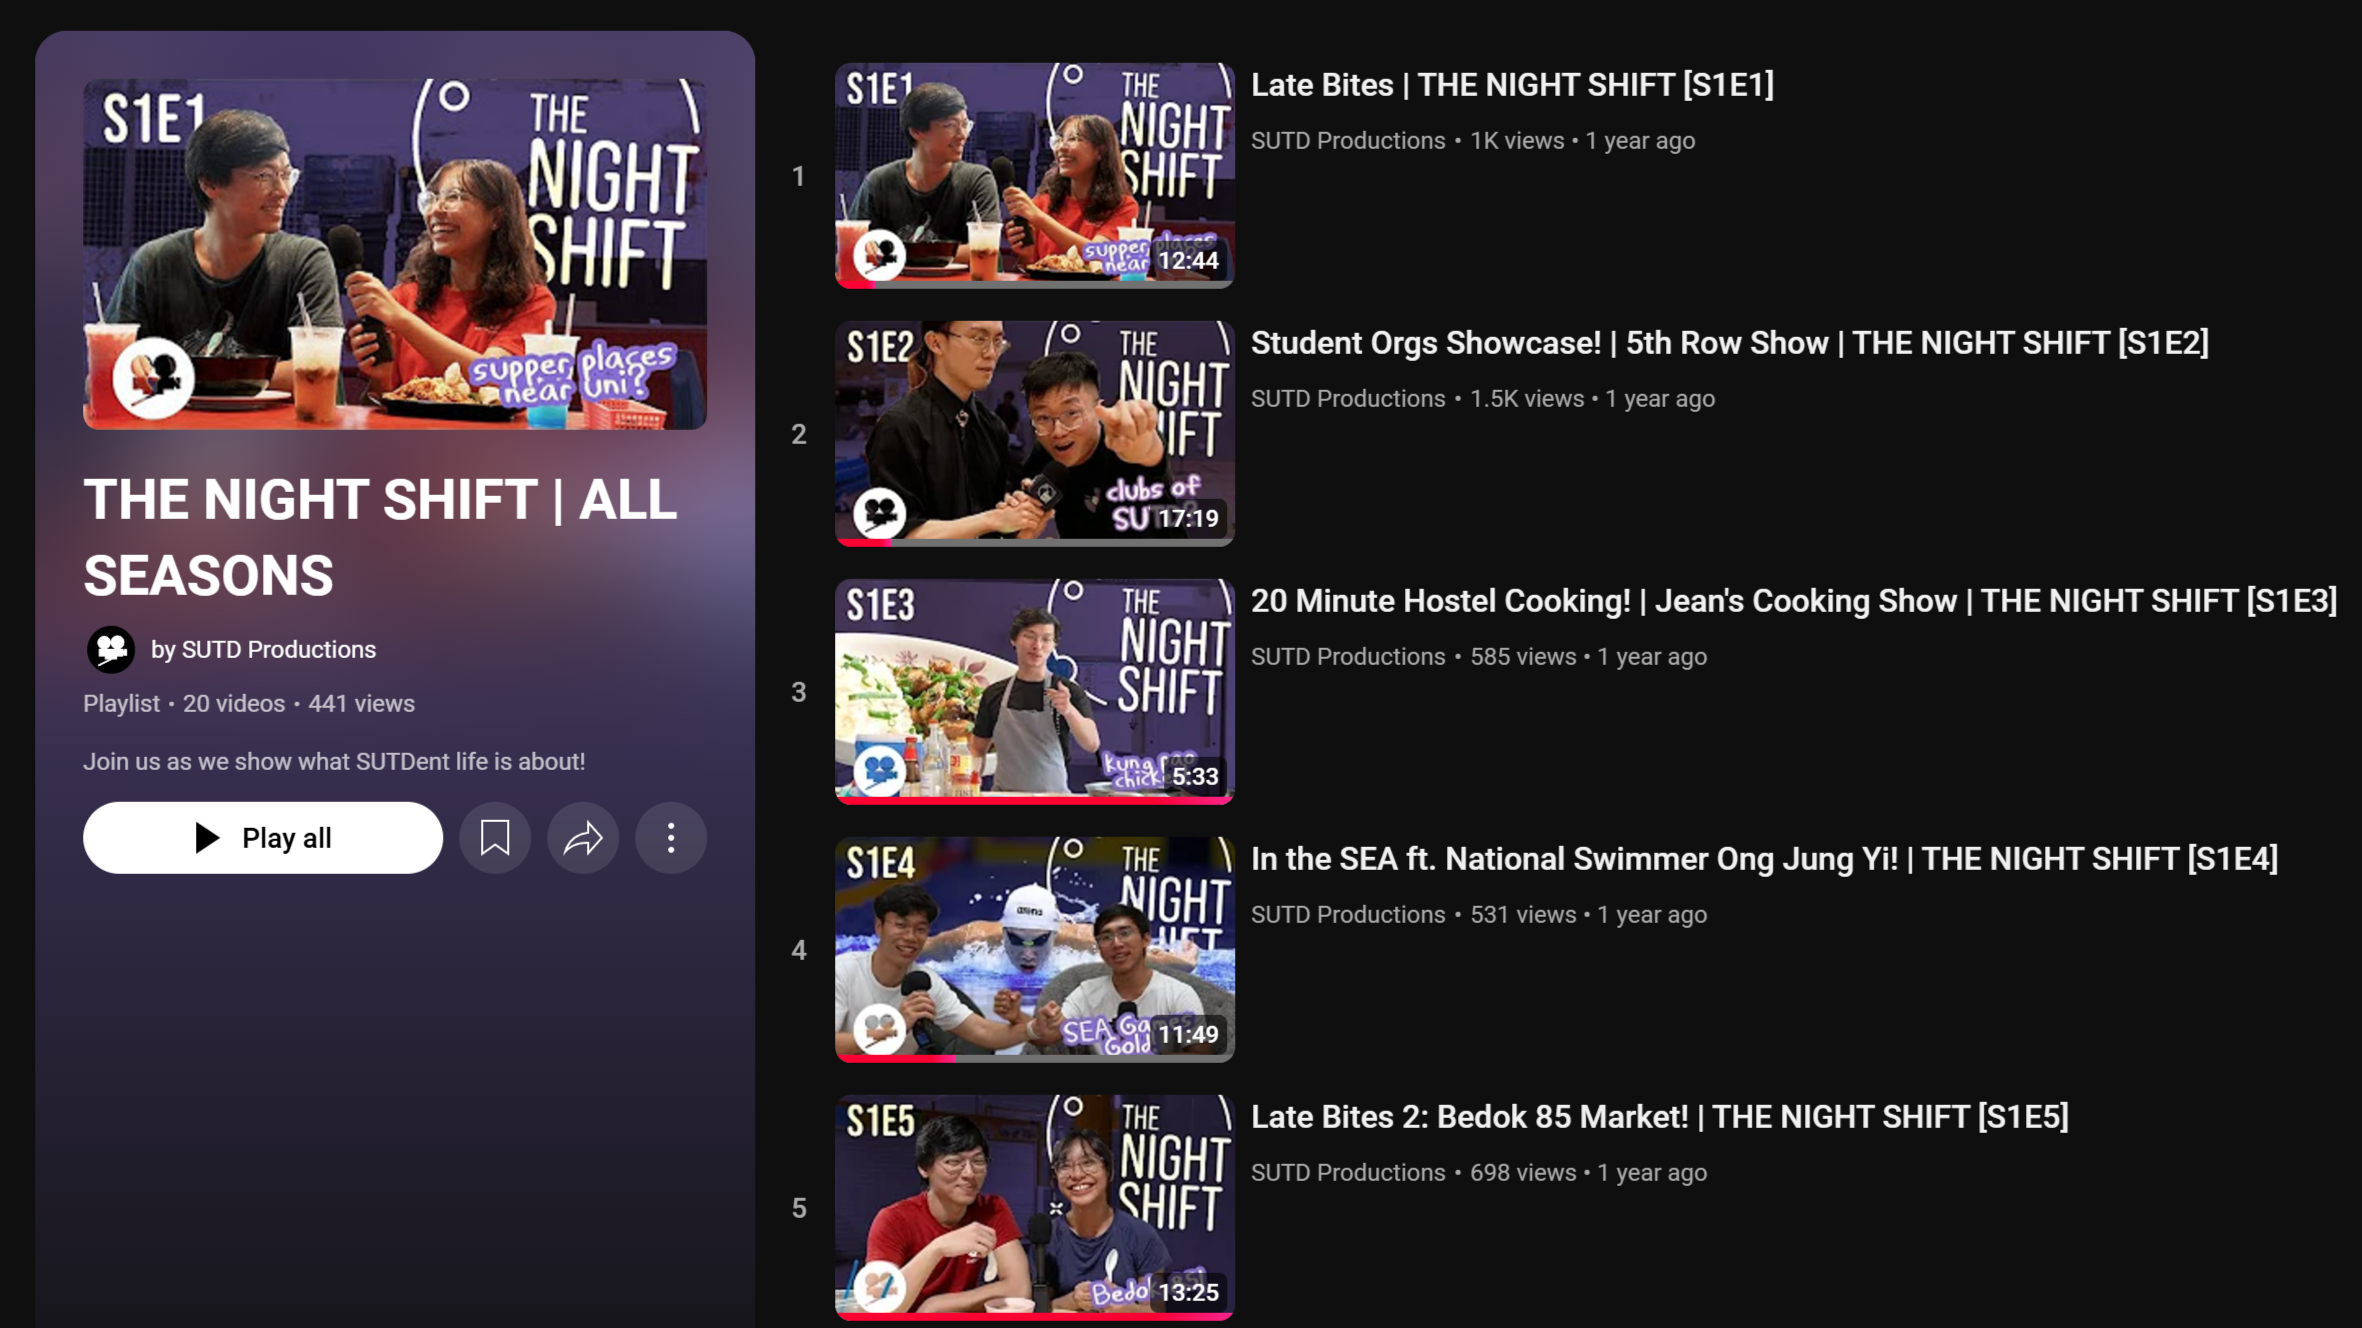 S1E1
THE
NIGHT
SHIFT
supper places
near uni?
THE NIGHT SHIFT | ALL
SEASONS
by SUTD Productions
Playlist • 20 videos • 441 views
Join us as we show what SUTDent life is about!
Play all
1
S1E1
THE
NIGHT
SHIFT
supper places
near
12:44
Late Bites | THE NIGHT SHIFT [S1E1]
SUTD Productions • 1K views • 1 year ago
2
S1E2
THE
NIGHT
IFT
clubs of
SUTD?
17:19
Student Orgs Showcase! | 5th Row Show | THE NIGHT SHIFT [S1E2]
SUTD Productions • 1.5K views • 1 year ago
3
S1E3
THE
NIGHT
SHIFT
kung pao
chick
5:33
20 Minute Hostel Cooking! | Jean's Cooking Show | THE NIGHT SHIFT [S1E3]
SUTD Productions • 585 views • 1 year ago
4
S1E4
THE
NIGHT
arena
SEA Games
Gold
11:49
In the SEA ft. National Swimmer Ong Jung Yi! | THE NIGHT SHIFT [S1E4]
SUTD Productions • 531 views • 1 year ago
5
S1E5
THE
NIGHT
SHIFT
Bedok 85!
13:25
Late Bites 2: Bedok 85 Market! | THE NIGHT SHIFT [S1E5]
SUTD Productions • 698 views • 1 year ago